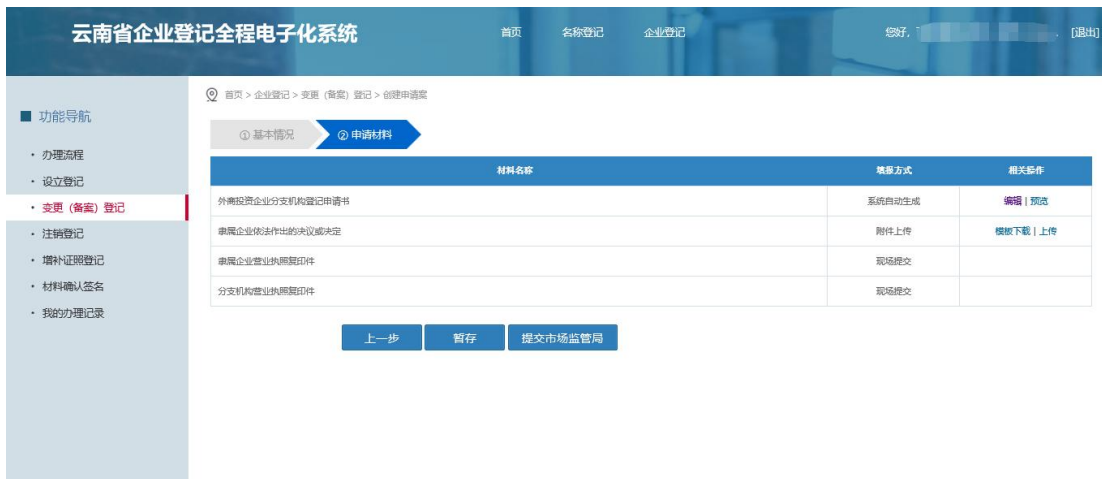 云南省企业登记全程电子化系统 首页 名称登记 企业登记 您好, [退出]
首页 > 企业登记 > 变更（备案）登记 > 创建申请案
功能导航
办理流程
设立登记
变更（备案）登记
注销登记
增补证照登记
材料确认签名
我的办理记录
① 基本情况 ② 申请材料
材料名称 填报方式 相关操作
外商投资企业分支机构登记申请书 系统自动生成 编辑 | 预览
隶属企业依法作出的决议或决定 附件上传 模板下载 | 上传
隶属企业营业执照复印件 现场提交
分支机构营业执照复印件 现场提交
上一步 暂存 提交市场监管局